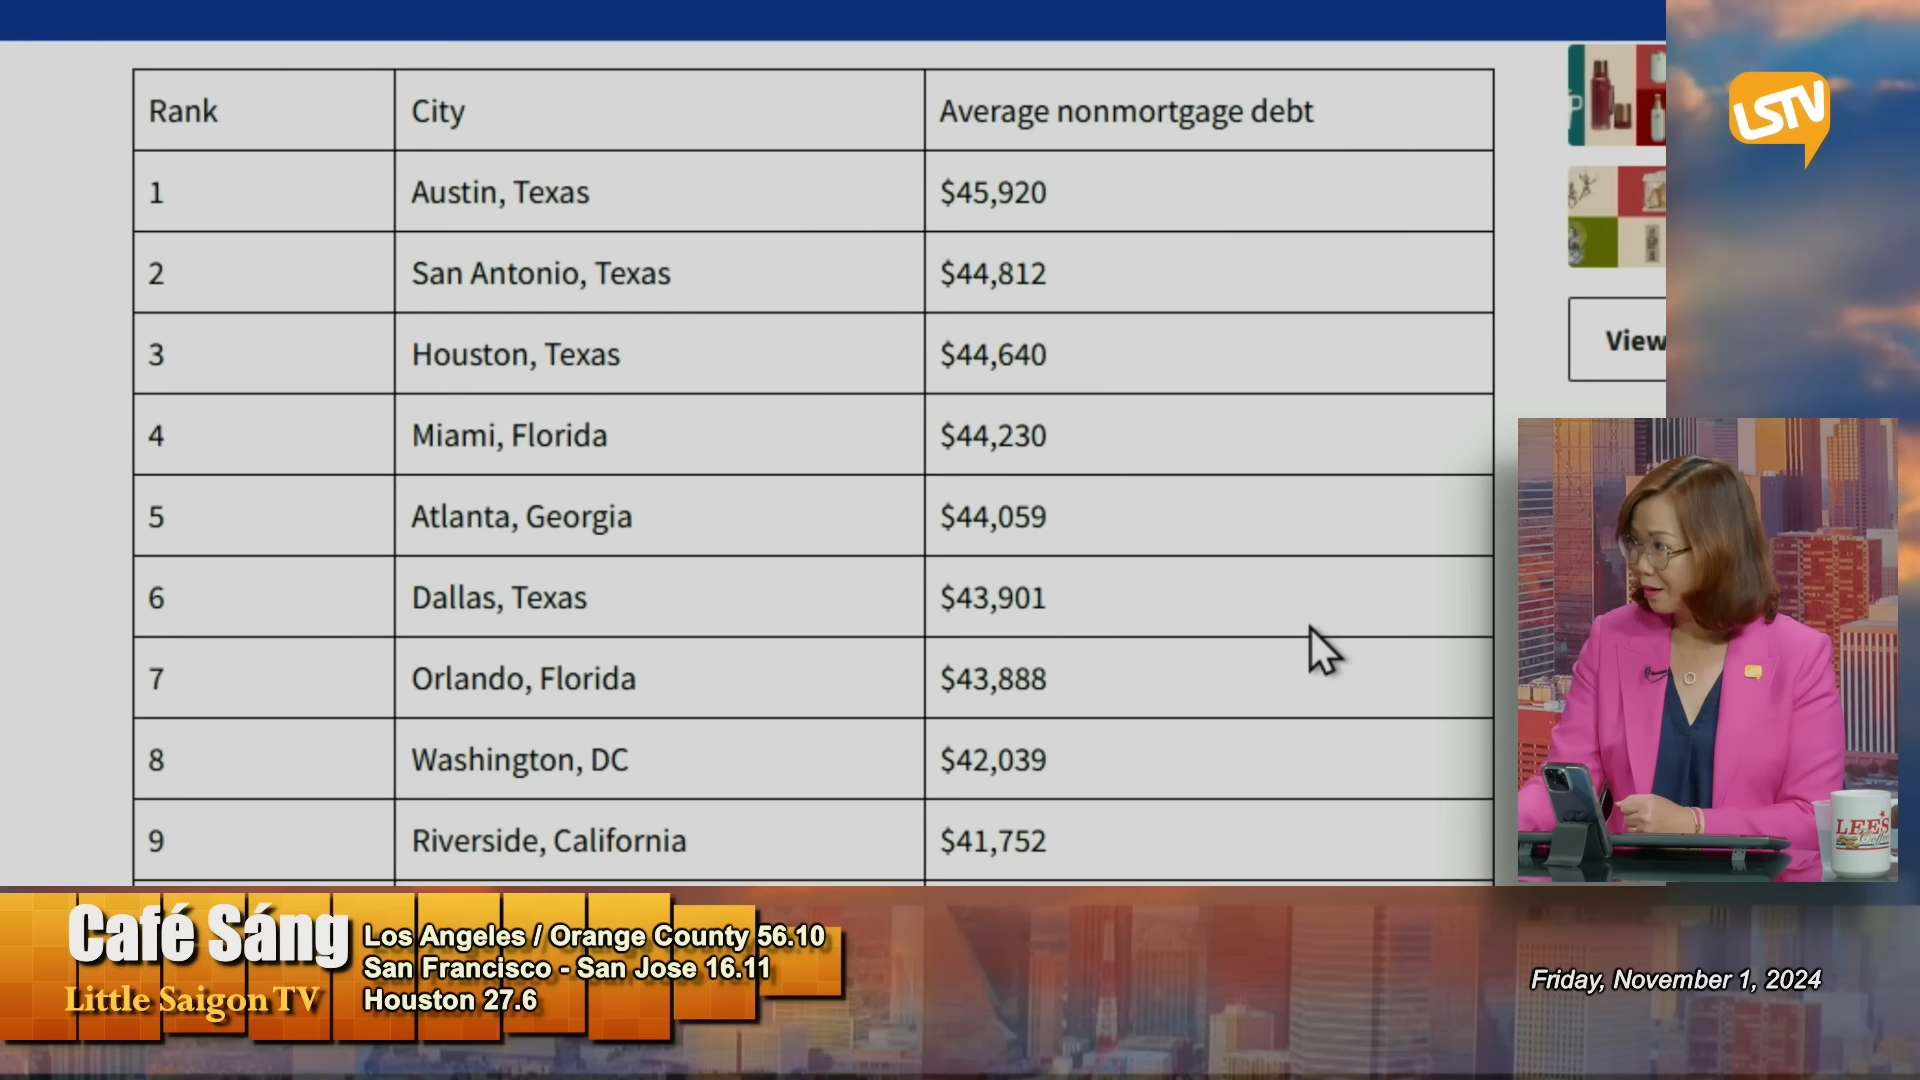 Rank City Average nonmortgage debt
1 Austin, Texas $45,920
2 San Antonio, Texas $44,812
3 Houston, Texas $44,640
4 Miami, Florida $44,230
5 Atlanta, Georgia $44,059
6 Dallas, Texas $43,901
7 Orlando, Florida $43,888
8 Washington, DC $42,039
9 Riverside, California $41,752
View
LSTV
LEE'S
Coffee
Café Sáng
Little Saigon TV
Los Angeles / Orange County 56.10
San Francisco - San Jose 16.11
Houston 27.6
Friday, November 1, 2024